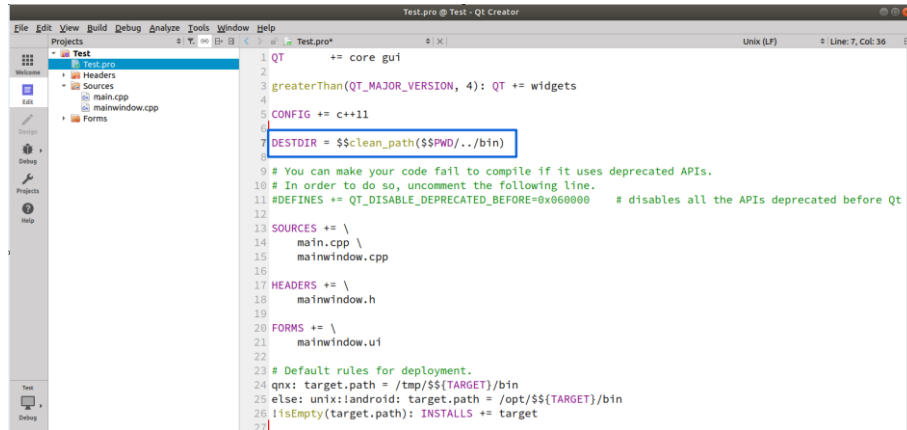 Test.pro @ Test - Qt Creator
File Edit View Build Debug Analyze Tools Window Help
Projects
Test.pro*
Unix (LF)
Line: 7, Col: 36
Welcome
Edit
Design
Debug
Projects
Help
Test
Debug
Test
Test.pro
Headers
Sources
main.cpp
mainwindow.cpp
Forms
1 QT += core gui
2
3 greaterThan(QT_MAJOR_VERSION, 4): QT += widgets
4
5 CONFIG += c++11
6
7 DESTDIR = $$clean_path($$PWD/../bin)
8
9 # You can make your code fail to compile if it uses deprecated APIs.
10 # In order to do so, uncomment the following line.
11 #DEFINES += QT_DISABLE_DEPRECATED_BEFORE=0x060000 # disables all the APIs deprecated before Qt
12
13 SOURCES += \
14 main.cpp \
15 mainwindow.cpp
16
17 HEADERS += \
18 mainwindow.h
19
20 FORMS += \
21 mainwindow.ui
22
23 # Default rules for deployment.
24 qnx: target.path = /tmp/$${TARGET}/bin
25 else: unix:!android: target.path = /opt/$${TARGET}/bin
26 !isEmpty(target.path): INSTALLS += target
27